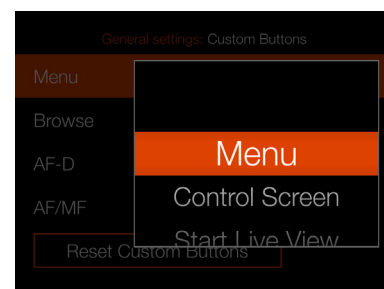 General settings: Custom Buttons
Menu
Browse
AF-D
AF/MF
Reset Custom Buttons
Menu
Control Screen
Start Live View